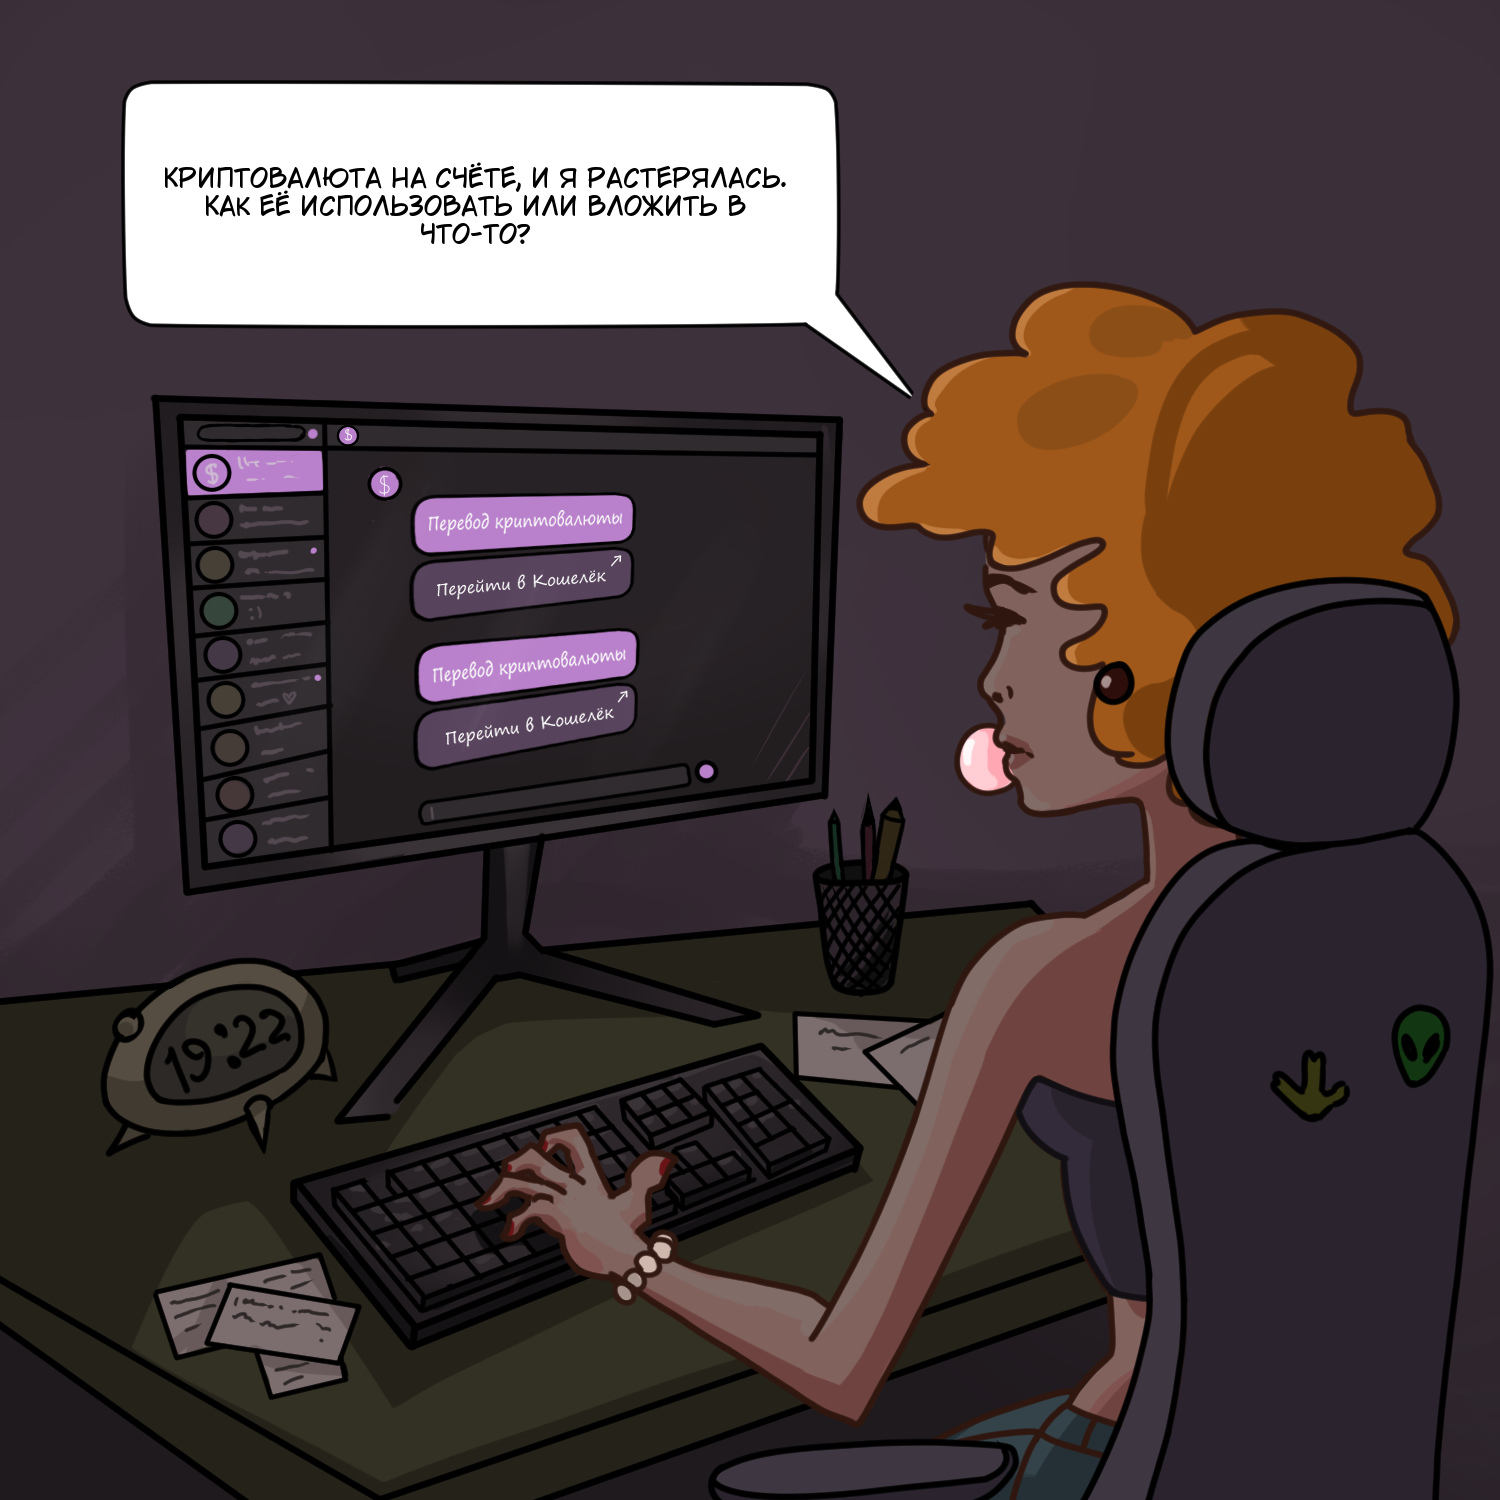 КРИПТОВАЛЮТА НА СЧЁТЕ, И Я РАСТЕРЯЛАСЬ.
КАК ЕЁ ИСПОЛЬЗОВАТЬ ИЛИ ВЛОЖИТЬ В
ЧТО-ТО?
$
$
$
Перевод криптовалюты
Перейти в Кошелёк
Перевод криптовалюты
Перейти в Кошелёк
:)
19:22